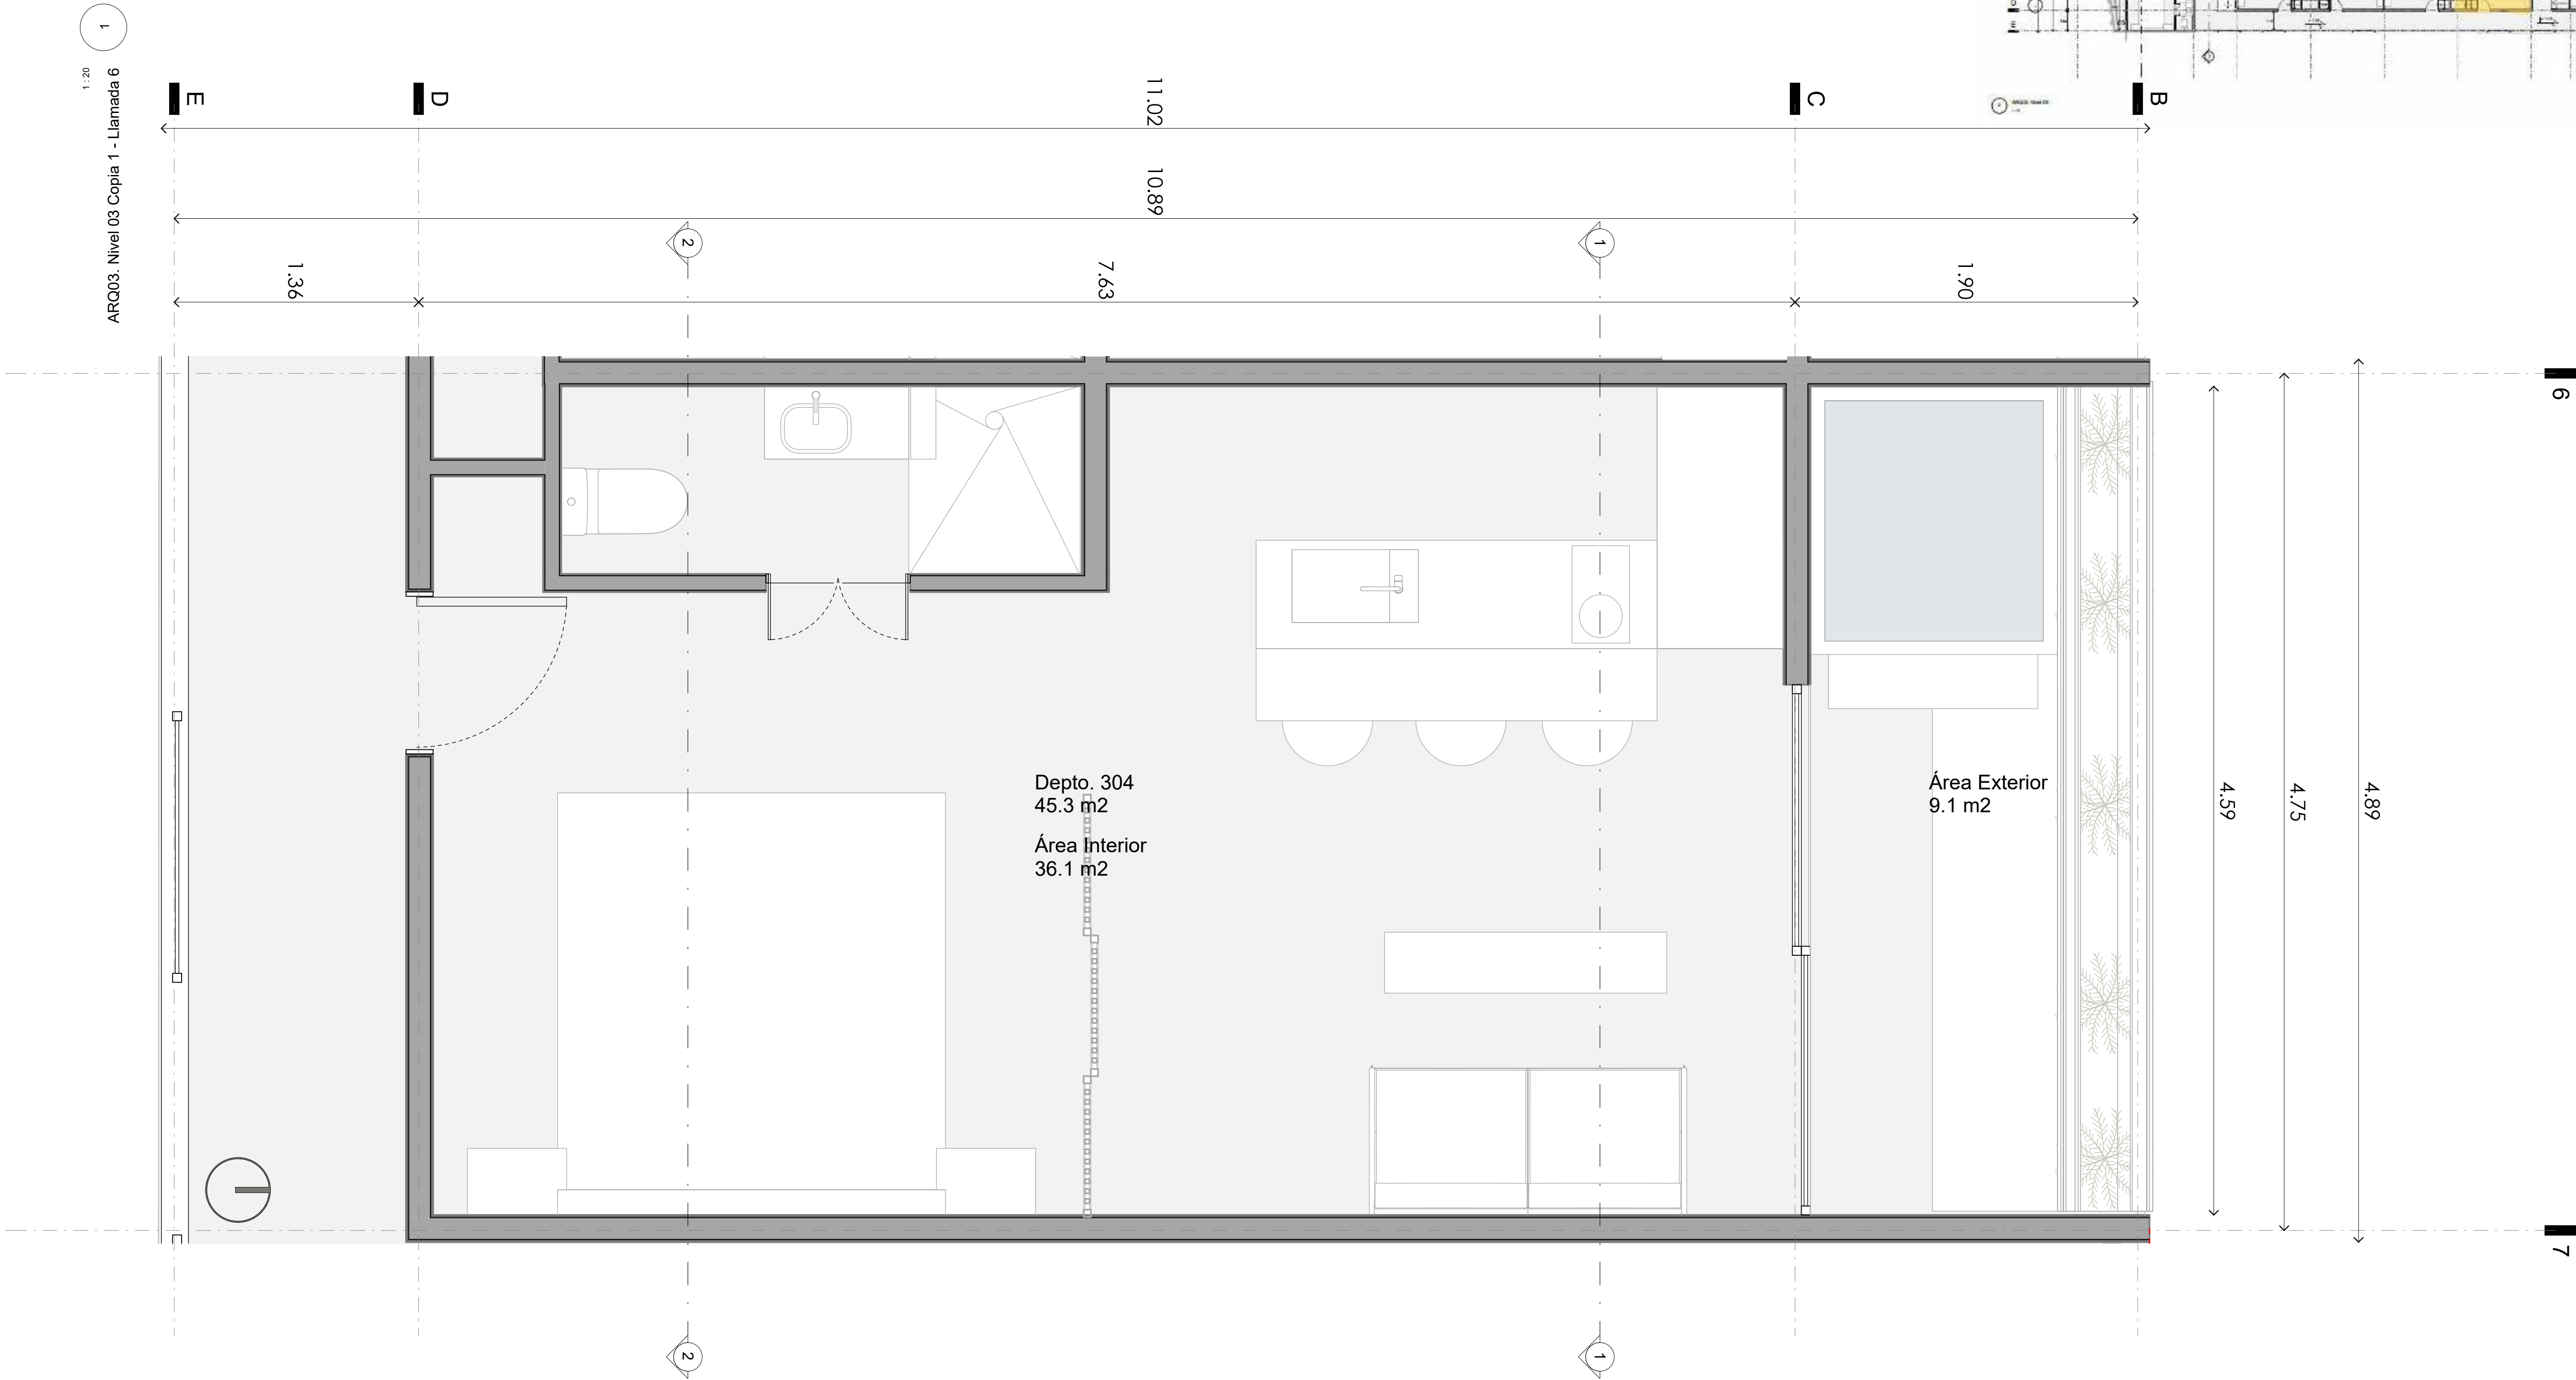 1
ARQ03. Nivel 03 Copia 1 - Llamada 6
1 : 20
E
D
C
B
11.02
10.89
2
1
1.36
7.63
1.90
6
Depto. 304
45.3 m2
Área Interior
36.1 m2
Área Exterior
9.1 m2
4.59
4.75
4.89
7
2
1